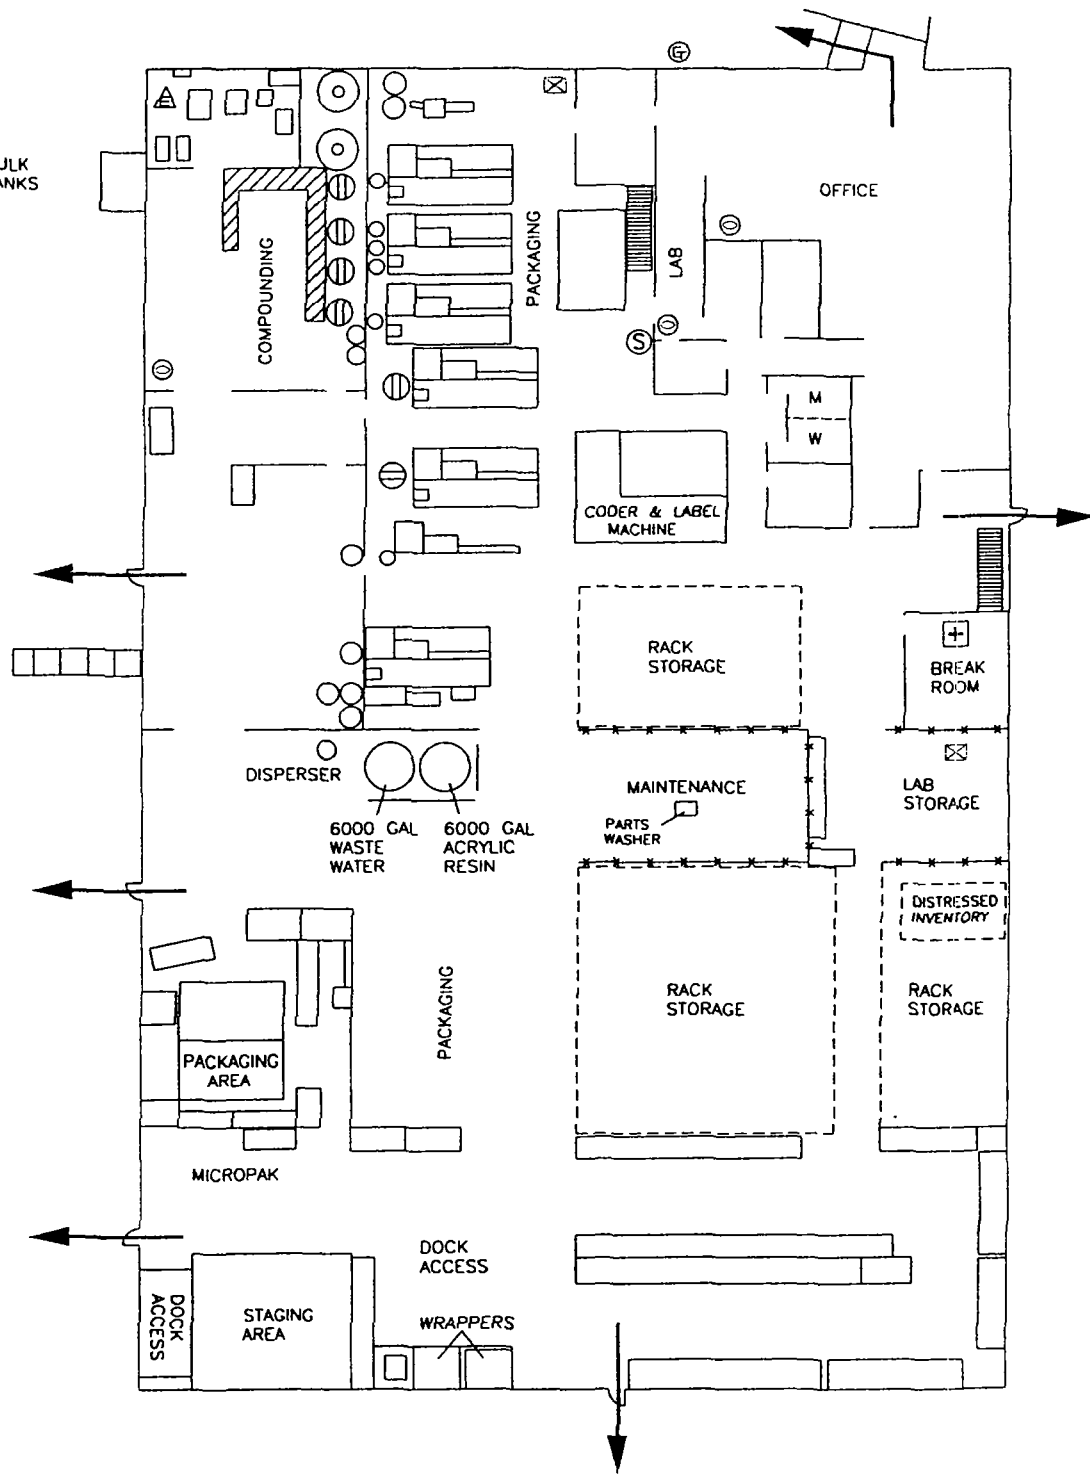 ULK
ANKS
OFFICE
PACKAGING
LAB
COMPOUNDING
S
M
W
CODER & LABEL
MACHINE
RACK
STORAGE
BREAK
ROOM
DISPERSER
MAINTENANCE
PARTS
WASHER
LAB
STORAGE
6000 GAL
WASTE
WATER
6000 GAL
ACRYLIC
RESIN
DISTRESSED
INVENTORY
PACKAGING
RACK
STORAGE
RACK
STORAGE
PACKAGING
AREA
MICROPAK
DOCK
ACCESS
DOCK
ACCESS
STAGING
AREA
WRAPPERS